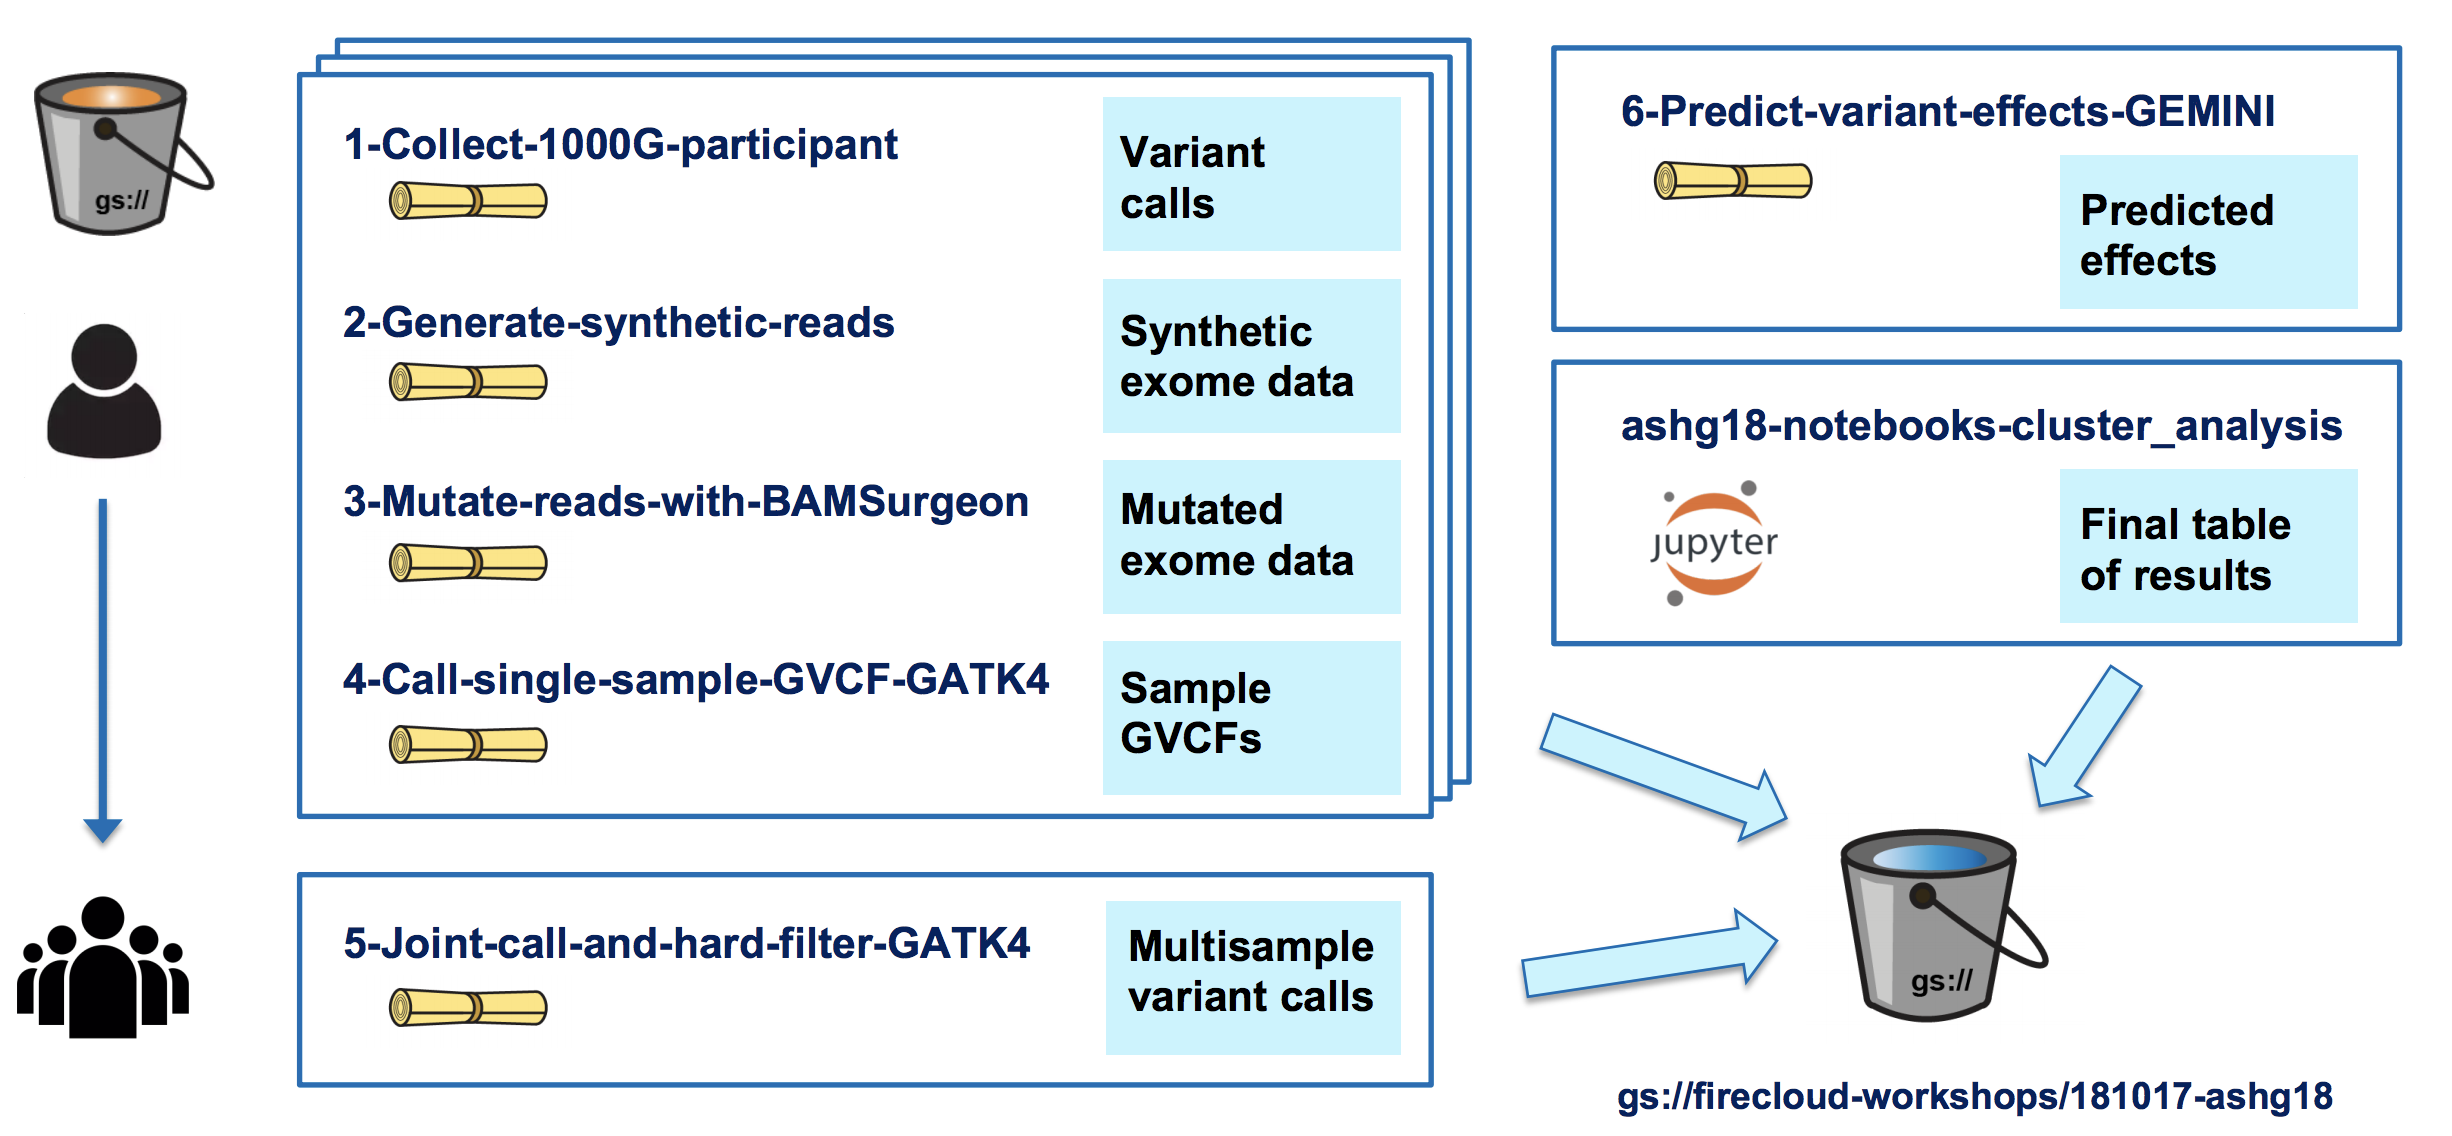 gs://
1-Collect-1000G-participant
Variant
calls
2-Generate-synthetic-reads
Synthetic
exome data
3-Mutate-reads-with-BAMSurgeon
Mutated
exome data
4-Call-single-sample-GVCF-GATK4
Sample
GVCFs
5-Joint-call-and-hard-filter-GATK4
Multisample
variant calls
6-Predict-variant-effects-GEMINI
Predicted
effects
ashg18-notebooks-cluster_analysis
jupyter
Final table
of results
gs://
gs://firecloud-workshops/181017-ashg18